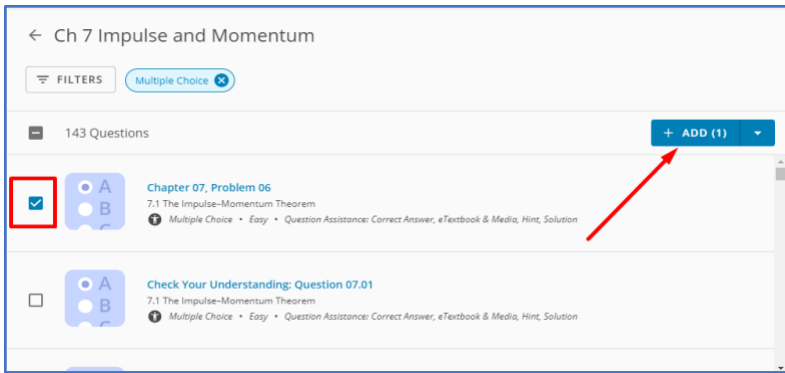 Ch 7 Impulse and Momentum
FILTERS
Multiple Choice
143 Questions
+ ADD (1)
A
B
C
Chapter 07, Problem 06
7.1 The Impulse–Momentum Theorem
Multiple Choice • Easy • Question Assistance: Correct Answer, eTextbook & Media, Hint, Solution
A
B
C
Check Your Understanding: Question 07.01
7.1 The Impulse–Momentum Theorem
Multiple Choice • Easy • Question Assistance: Correct Answer, eTextbook & Media, Hint, Solution